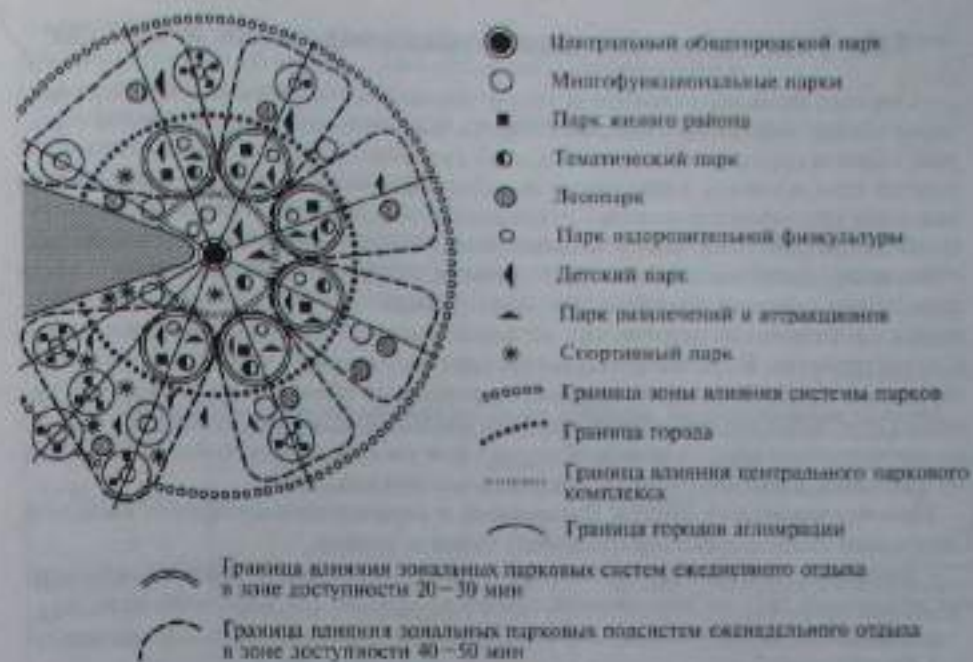 Центральный общегородской парк
Многофункциональные парки
Парк жилого района
Тематический парк
Лесопарк
Парк оздоровительной физкультуры
Детский парк
Парк развлечений и аттракционов
Спортивный парк
Граница зоны влияния системы парков
Граница города
Граница влияния центрального паркового
комплекса
Граница городов агломрации
Граница влияния зональных парковых систем ежедневного отдыха
в зоне доступности 20—30 мин
Граница влияния зональных парковых подсистем еженедельного отдыха
в зоне доступности 40—50 мин